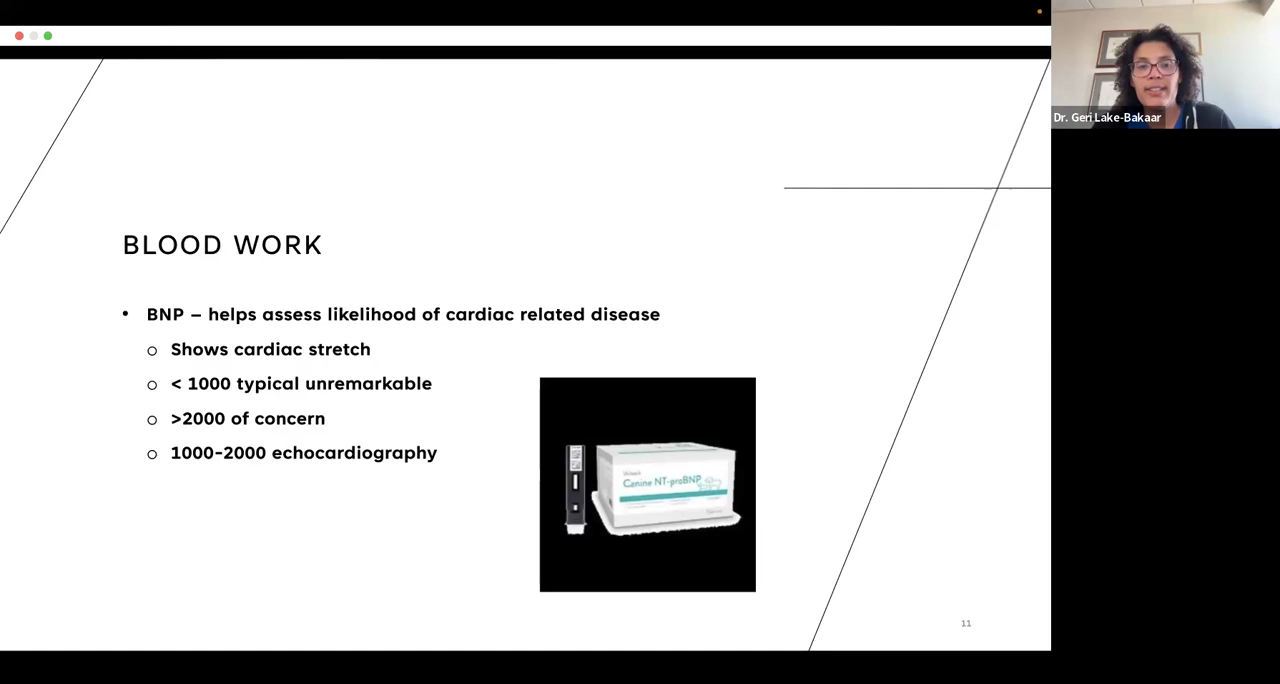 Dr. Geri Lake-Bakaar
BLOOD WORK
• BNP – helps assess likelihood of cardiac related disease
o Shows cardiac stretch
o < 1000 typical unremarkable
o >2000 of concern
o 1000-2000 echocardiography
Canine NT-proBNP
11